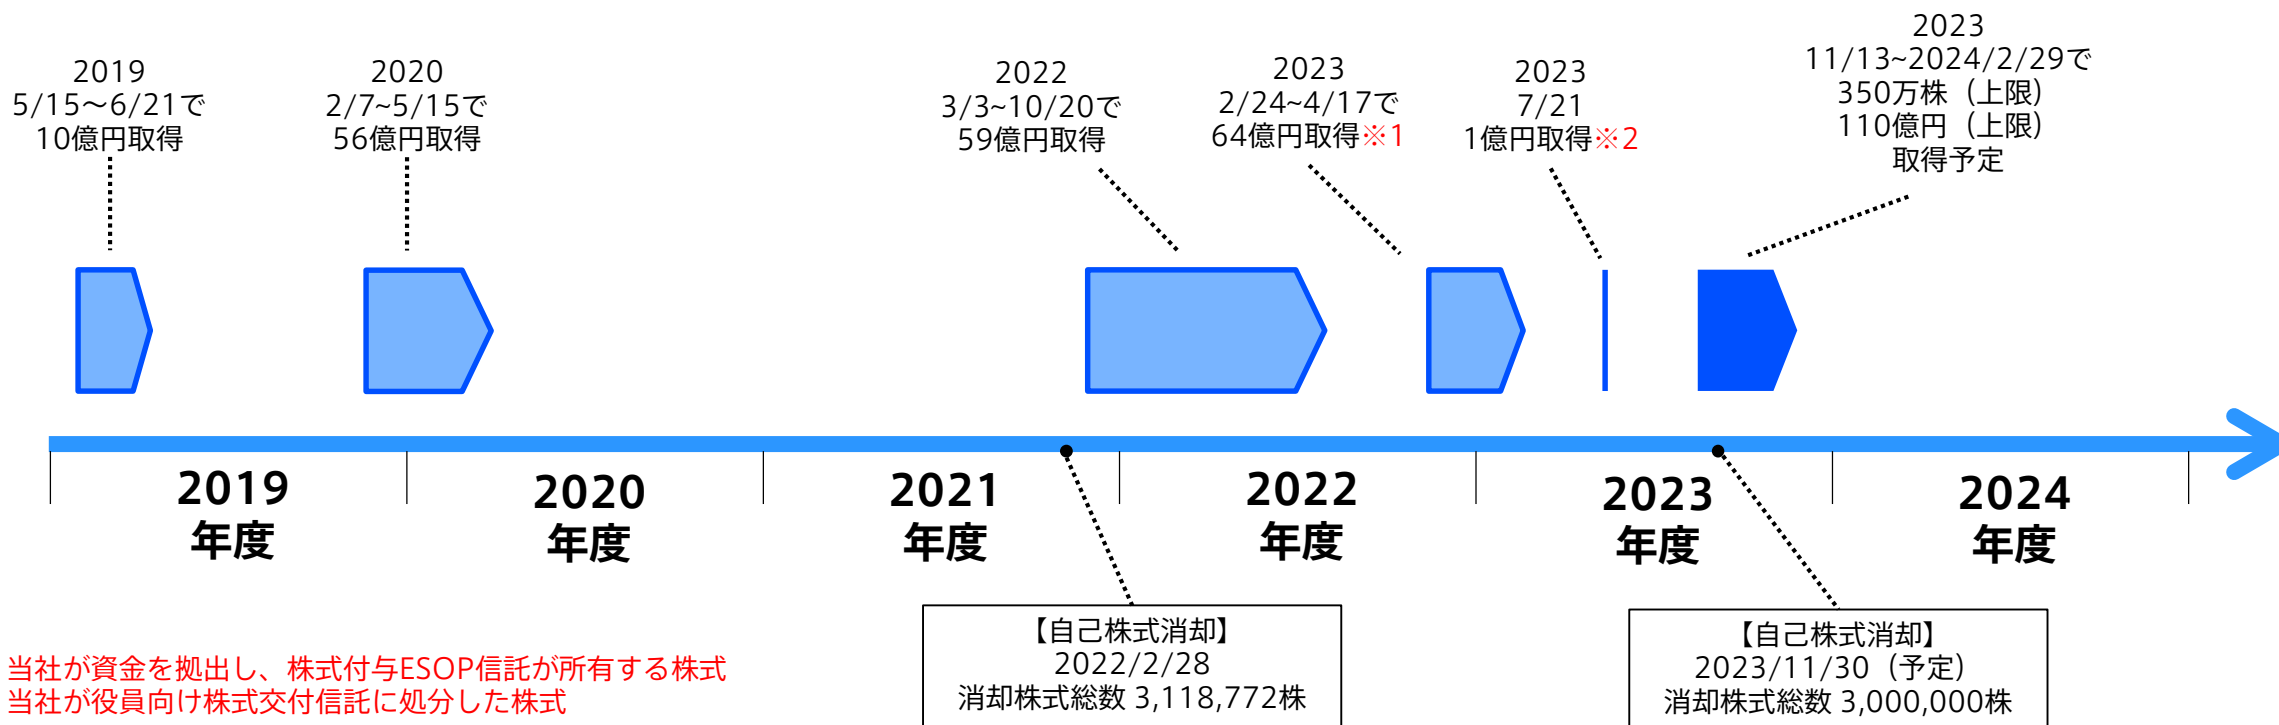 2019
5/15～6/21で
10億円取得
2020
2/7~5/15で
56億円取得
2022
3/3~10/20で
59億円取得
2023
2/24~4/17で
64億円取得※1
2023
7/21
1億円取得※2
2023
11/13~2024/2/29で
350万株（上限）
110億円（上限）
取得予定
2019
年度
2020
年度
2021
年度
2022
年度
2023
年度
2024
年度
【自己株式消却】
2022/2/28
消却株式総数 3,118,772株
【自己株式消却】
2023/11/30（予定）
消却株式総数 3,000,000株
当社が資金を拠出し、株式付与ESOP信託が所有する株式
当社が役員向け株式交付信託に処分した株式